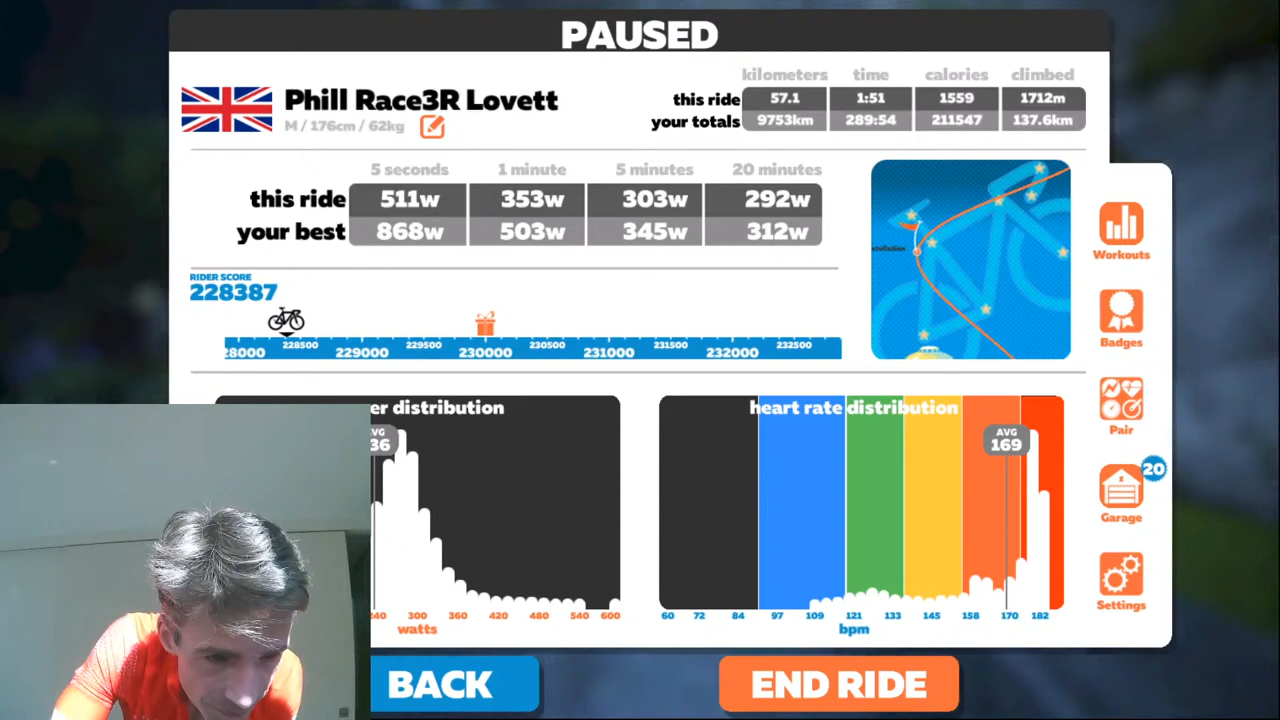 PAUSED
kilometers time calories climbed
Phill Race3R Lovett
this ride 57.1 1:51 1559 1712m
M / 176cm / 62kg
your totals 9753km 289:54 211547 137.6km
5 seconds 1 minute 5 minutes 20 minutes
this ride 511w 353w 303w 292w
your best 868w 503w 345w 312w
RIDER SCORE
228387
228500 229500 230500 231500 232500
28000 229000 230000 231000 232000
Workouts
Badges
Pair
20
Garage
Settings
er distribution
AVG
36
240 300 360 420 480 540 600
watts
heart rate distribution
AVG
169
60 72 84 97 109 121 133 145 158 170 182
bpm
BACK
END RIDE